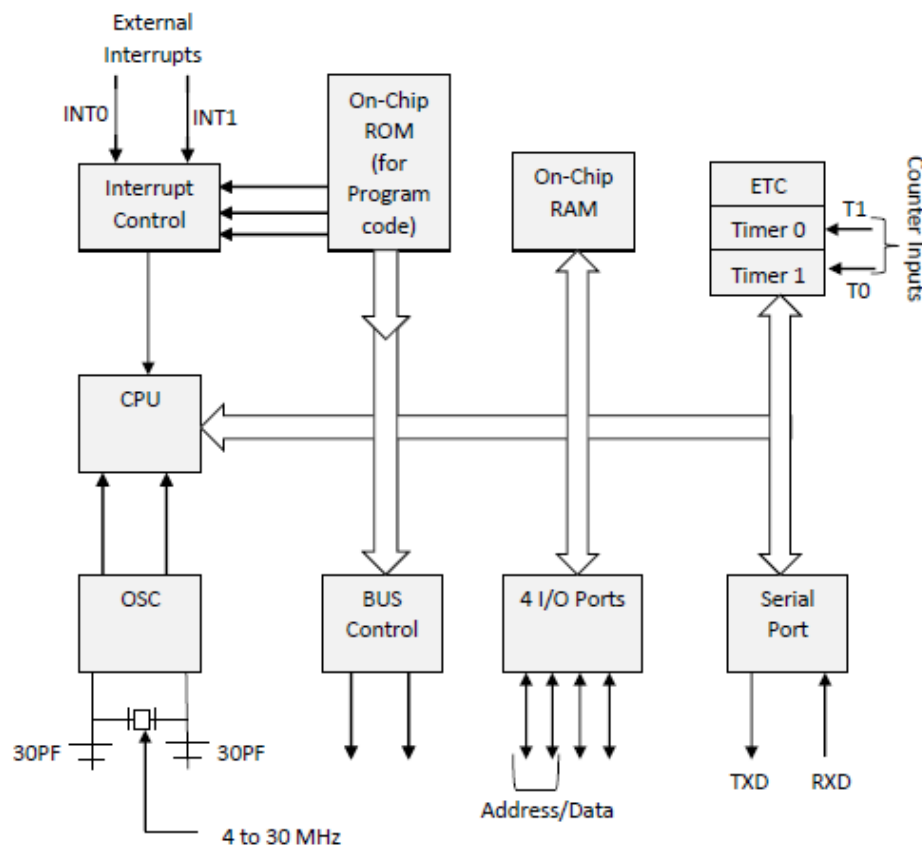 External
Interrupts
INT0
INT1
Interrupt
Control
On-Chip
ROM
(for
Program
code)
On-Chip
RAM
ETC
Timer 0
Timer 1
T1
T0
Counter Inputs
CPU
OSC
BUS
Control
4 I/O Ports
Serial
Port
30PF
30PF
4 to 30 MHz
Address/Data
TXD
RXD